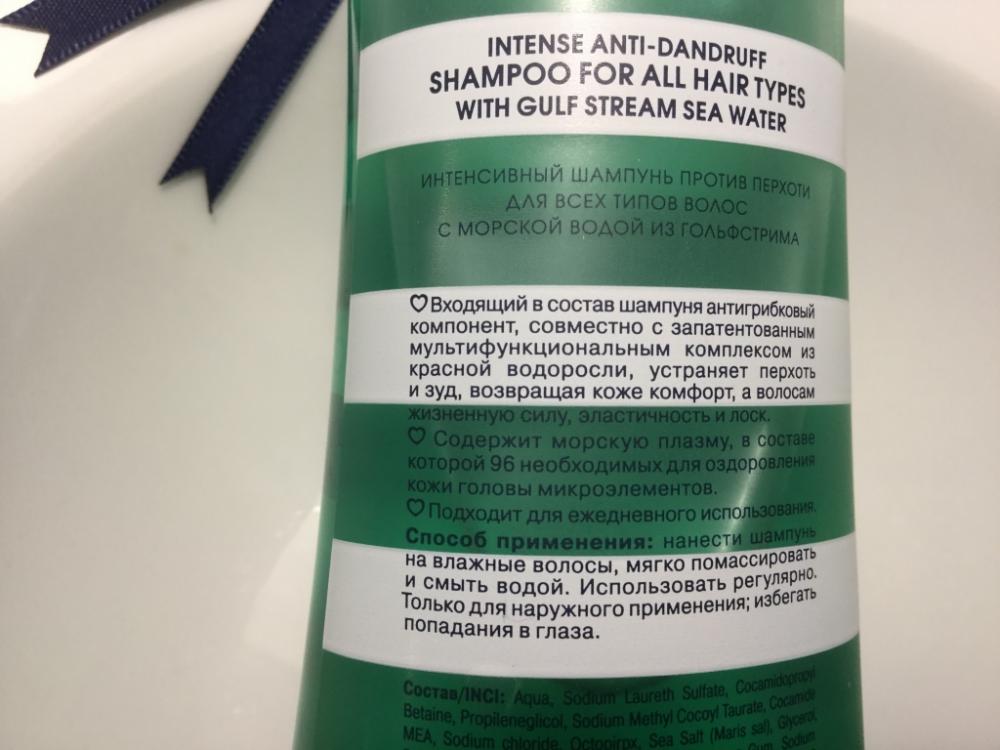 INTENSE ANTI-DANDRUFF
SHAMPOO FOR ALL HAIR TYPES
WITH GULF STREAM SEA WATER
ИНТЕНСИВНЫЙ ШАМПУНЬ ПРОТИВ ПЕРХОТИ
ДЛЯ ВСЕХ ТИПОВ ВОЛОС
С МОРСКОЙ ВОДОЙ ИЗ ГОЛЬФСТРИМА
♡ Входящий в состав шампуня антигрибковый
компонент, совместно с запатентованным
мультифункциональным комплексом из
красной водоросли, устраняет перхоть
и зуд, возвращая коже комфорт, а волосам
жизненную силу, эластичность и лоск.
♡ Содержит морскую плазму, в составе
которой 96 необходимых для оздоровления
кожи головы микроэлементов.
♡ Подходит для ежедневного использования.
Способ применения: нанести шампунь
на влажные волосы, мягко помассировать
и смыть водой. Использовать регулярно.
Только для наружного применения; избегать
попадания в глаза.
Состав/INCI: Aqua, Sodium Laureth Sulfate, Cocamidopropyl
Betaine, Propileneglicol, Sodium Methyl Cocoyl Taurate, Cocamide
MEA, Sodium chloride, Octopirox, Sea Salt (Maris sal), Glycerol,
Gum, Sodium